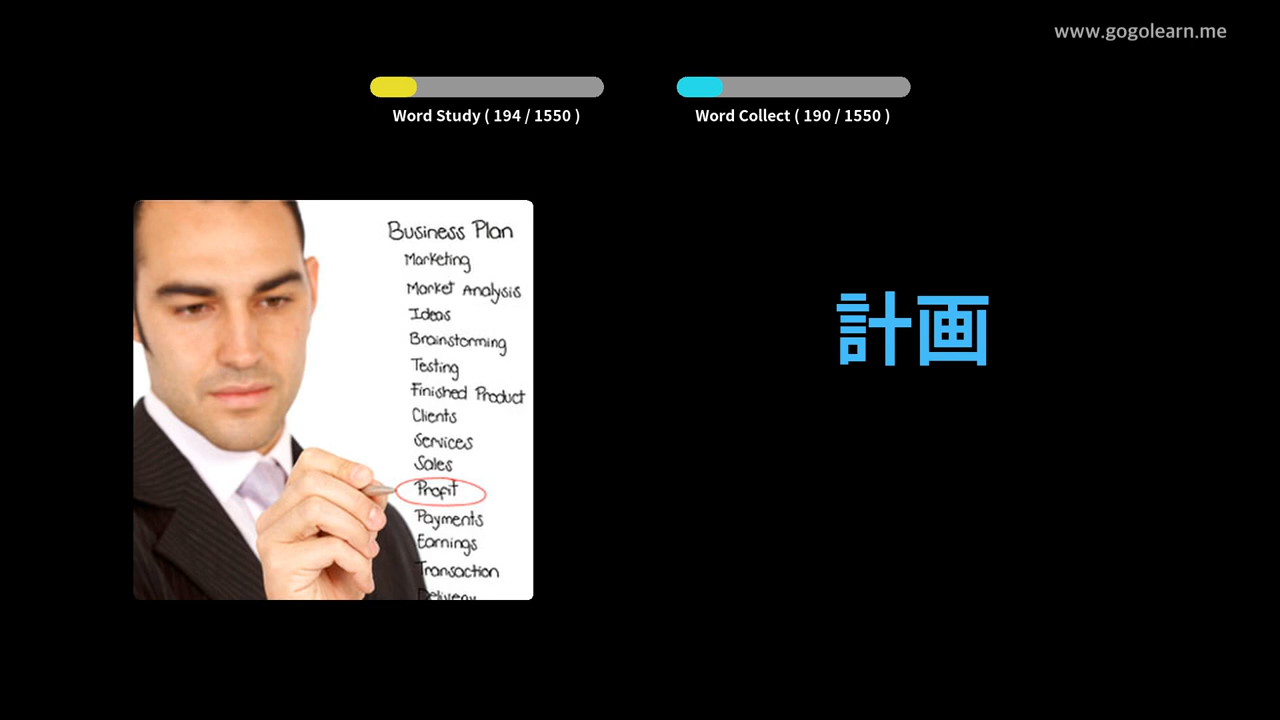 www.gogolearn.me
Word Study ( 194 / 1550 )
Word Collect ( 190 / 1550 )
Business Plan
Marketing
Market Analysis
Ideas
Brainstorming
Testing
Finished Product
Clients
Services
Sales
Profit
Payments
Earnings
Transaction
Delivery
計画